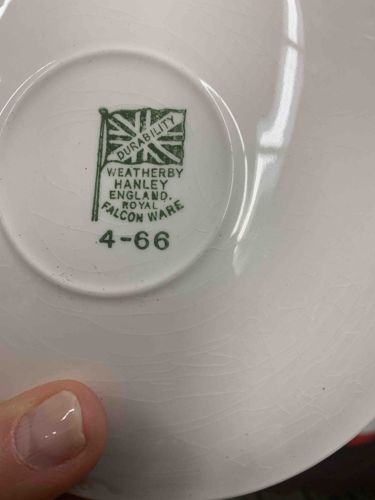 DURABILITY
WEATHERBY
HANLEY
ENGLAND.
ROYAL
FALCON WARE
4-66